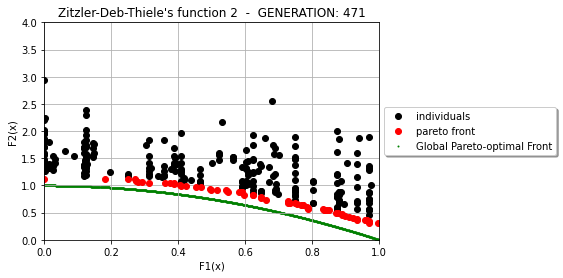 Zitzler-Deb-Thiele's function 2 - GENERATION: 471
4.0
3.5
3.0
2.5
2.0
1.5
1.0
0.5
0.0
F2(x)
0.0 0.2 0.4 0.6 0.8 1.0
F1(x)
individuals
pareto front
Global Pareto-optimal Front